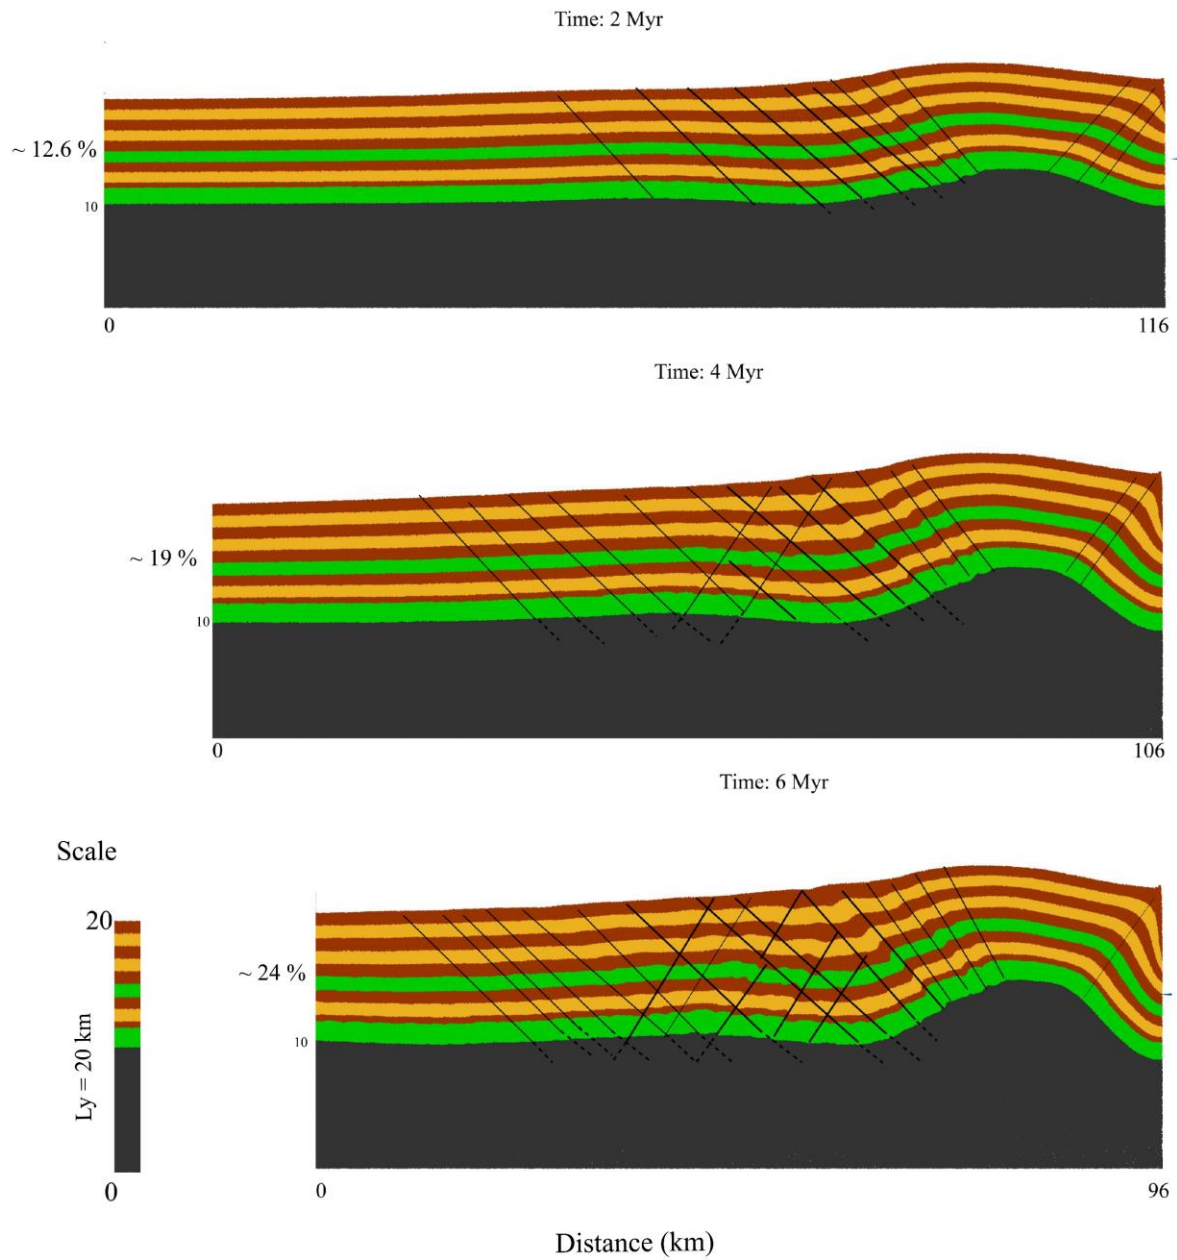 Time: 2 Myr
~ 12.6 %
10
0 116
Time: 4 Myr
~ 19 %
10
0 106
Time: 6 Myr
Scale
20
~ 24 %
10
Ly = 20 km
0
0 96
Distance (km)